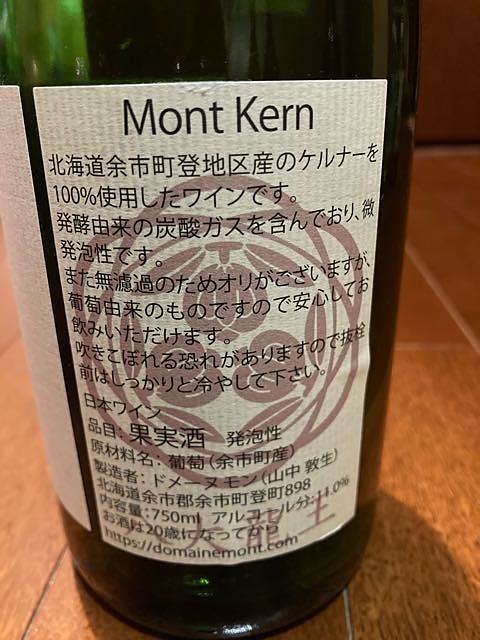 Mont Kern
北海道余市町登地区産のケルナーを
100%使用したワインです。
発酵由来の炭酸ガスを含んでおり、微
発泡性です。
また無濾過のためオリがございますが、
葡萄由来のものですので安心してお
飲みいただけます。
吹きこぼれる恐れがありますので抜栓
前はしっかりと冷やして下さい。
日本ワイン
品目:果実酒 発泡性
原材料名:葡萄(余市町産)
製造者:ドメーヌモン(山中 敦生)
北海道余市郡余市町登町898
内容量:750ml アルコール分:11.0%
お酒は20歳になってから
https://domainemont.com